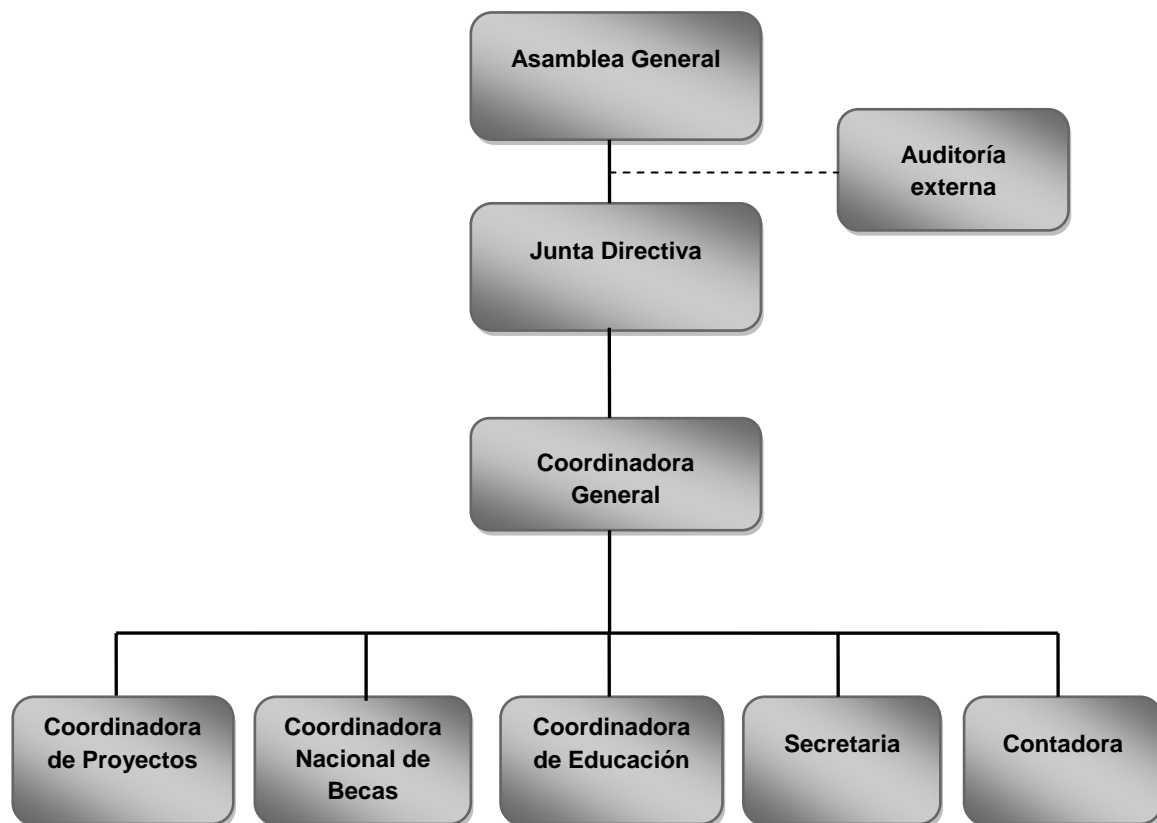 Asamblea General
Auditoría
externa
Junta Directiva
Coordinadora
General
Coordinadora
de Proyectos
Coordinadora
Nacional de
Becas
Coordinadora
de Educación
Secretaria
Contadora